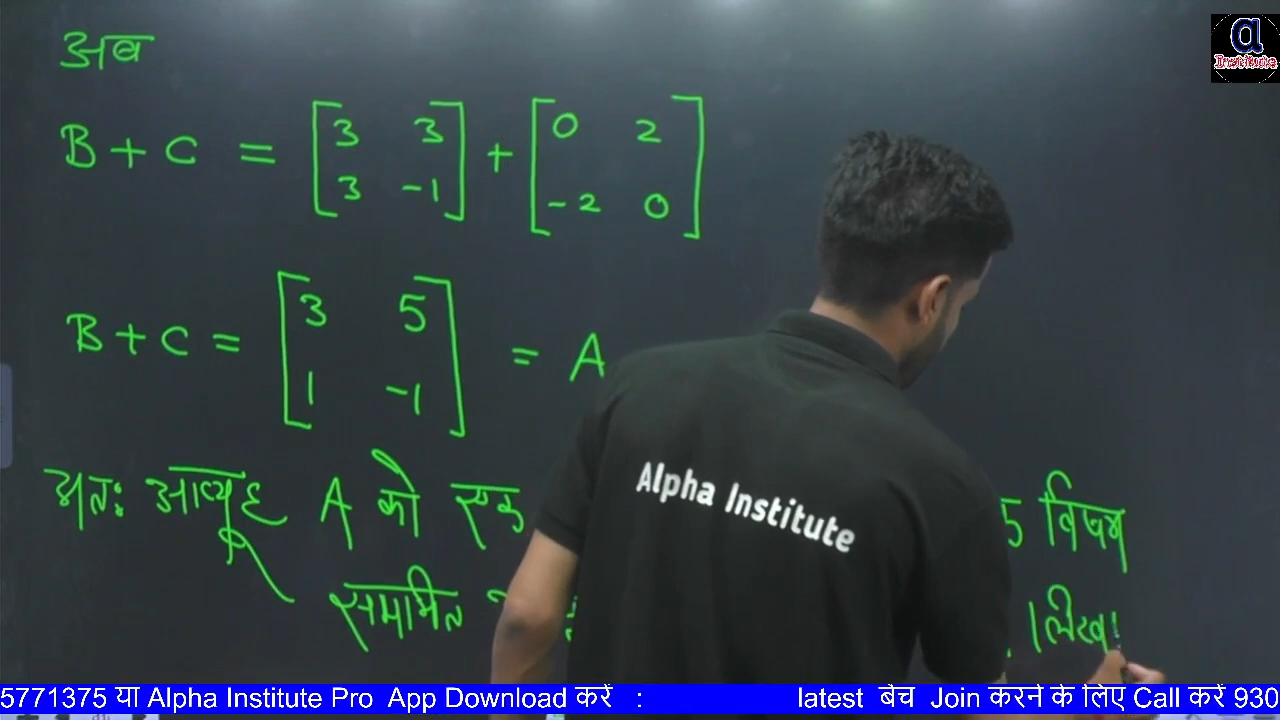 अब
B + C = [ 3 3 3 -1 ] + [ 0 2 -2 0 ]
B + C = [ 3 5 1 -1 ] = A
अतः आव्यूह A को एक विषम
समामित लिखा
Alpha Institute
α
Institute
5771375 या Alpha Institute Pro App Download करें : latest बैच Join करने के लिए Call करें 930